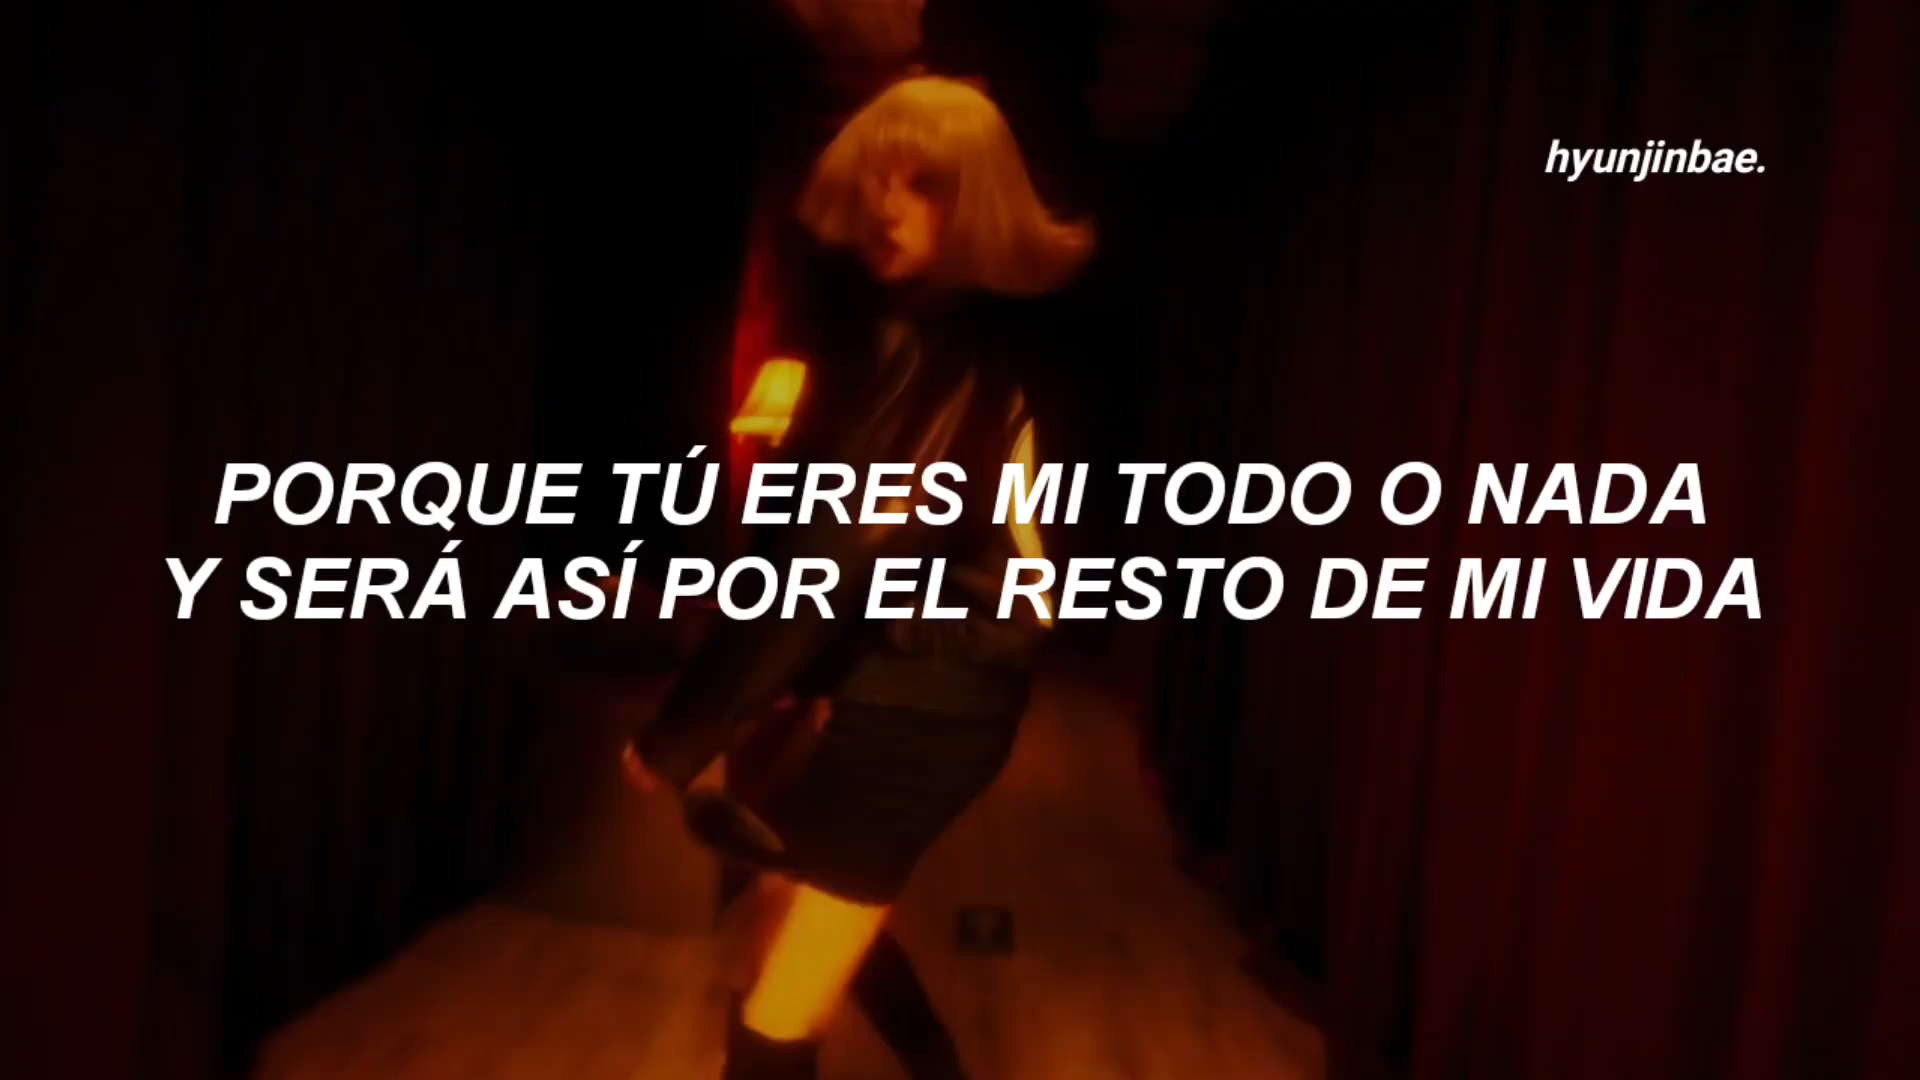 hyunjinbae.
PORQUE TÚ ERES MI TODO O NADA
Y SERÁ ASÍ POR EL RESTO DE MI VIDA